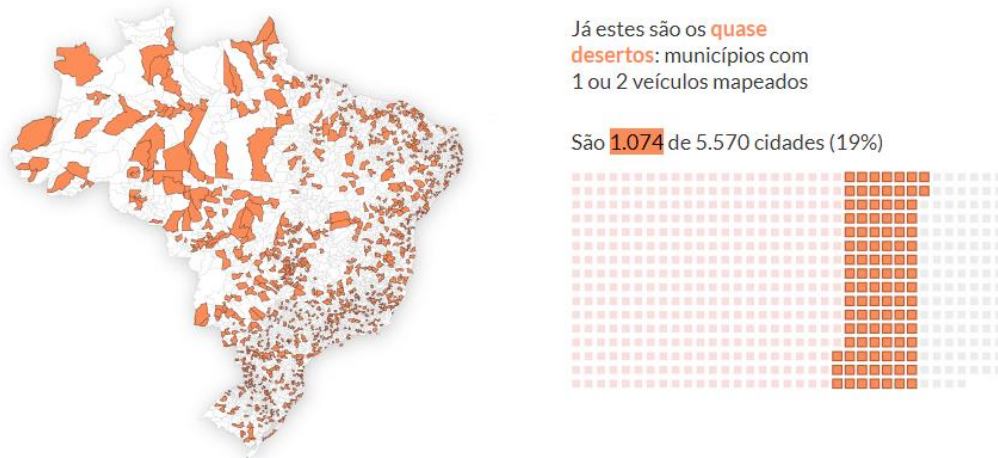 Já estes são os quase
desertos: municípios com
1 ou 2 veículos mapeados
São 1.074 de 5.570 cidades (19%)